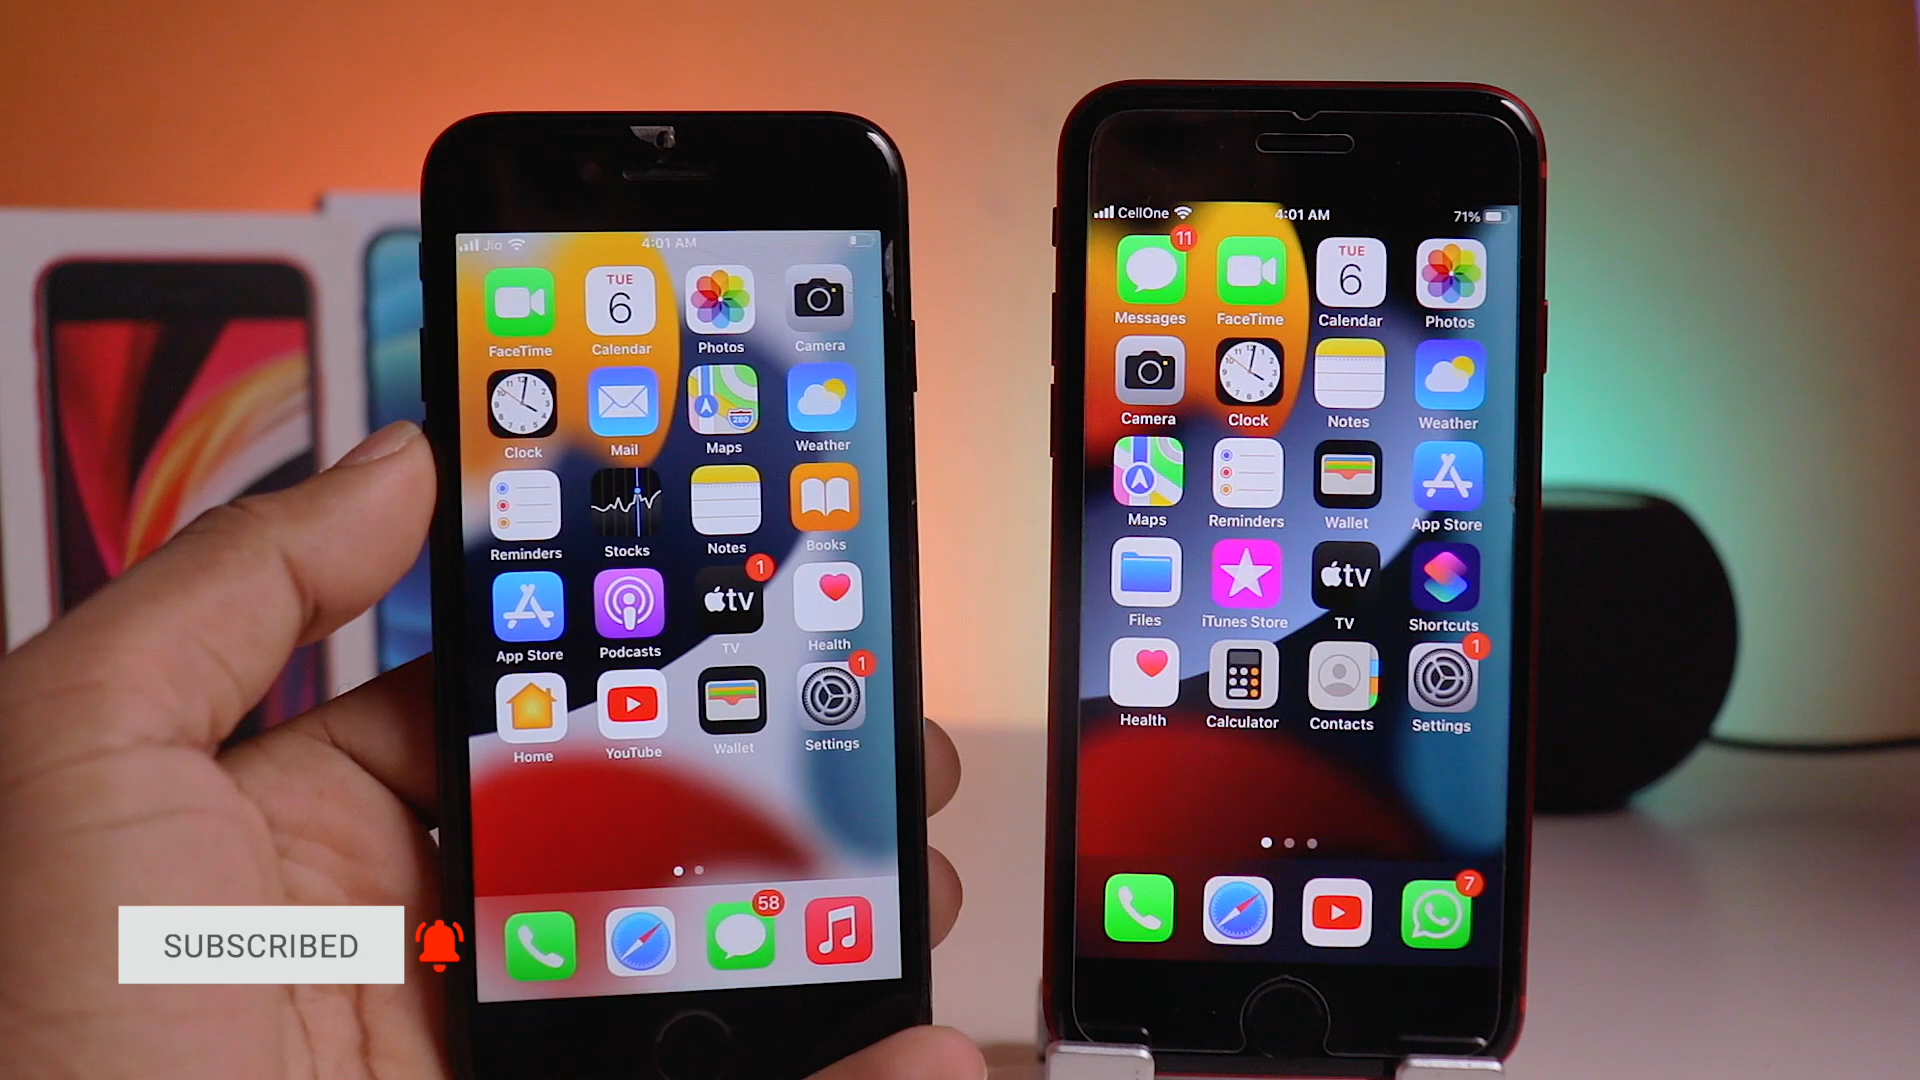 Jio 4:01 AM
TUE
6
FaceTime Calendar Photos Camera
280
Clock Mail Maps Weather
Reminders Stocks Notes Books
1
tv
App Store Podcasts TV Health
1
Home YouTube Wallet Settings
58
CellOne 4:01 AM 71%
11
TUE
6
Messages FaceTime Calendar Photos
Camera Clock Notes Weather
Maps Reminders Wallet App Store
tv
Files iTunes Store TV Shortcuts
1
Health Calculator Contacts Settings
7
SUBSCRIBED